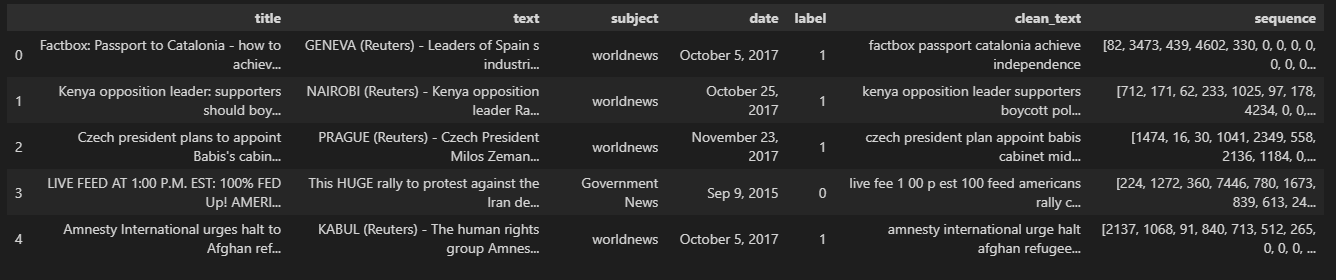 title text subject date label clean_text sequence
0 Factbox: Passport to Catalonia - how to achiev... GENEVA (Reuters) - Leaders of Spain s industri... worldnews October 5, 2017 1 factbox passport catalonia achieve independence [82, 3473, 439, 4602, 330, 0, 0, 0, 0, 0, 0, 0...
1 Kenya opposition leader: supporters should boy... NAIROBI (Reuters) - Kenya opposition leader Ra... worldnews October 25, 2017 1 kenya opposition leader supporters boycott pol... [712, 171, 62, 233, 1025, 97, 178, 4234, 0, 0,...
2 Czech president plans to appoint Babis's cabin... PRAGUE (Reuters) - Czech President Milos Zeman... worldnews November 23, 2017 1 czech president plan appoint babis cabinet mid... [1474, 16, 30, 1041, 2349, 558, 2136, 1184, 0,...
3 LIVE FEED AT 1:00 P.M. EST: 100% FED Up! AMERI... This HUGE rally to protest against the Iran de... Government News Sep 9, 2015 0 live fee 1 00 p est 100 feed americans rally c... [224, 1272, 360, 7446, 780, 1673, 839, 613, 24...
4 Amnesty International urges halt to Afghan ref... KABUL (Reuters) - The human rights group Amnes... worldnews October 5, 2017 1 amnesty international urge halt afghan refugee... [2137, 1068, 91, 840, 713, 512, 265, 0, 0, 0, ...